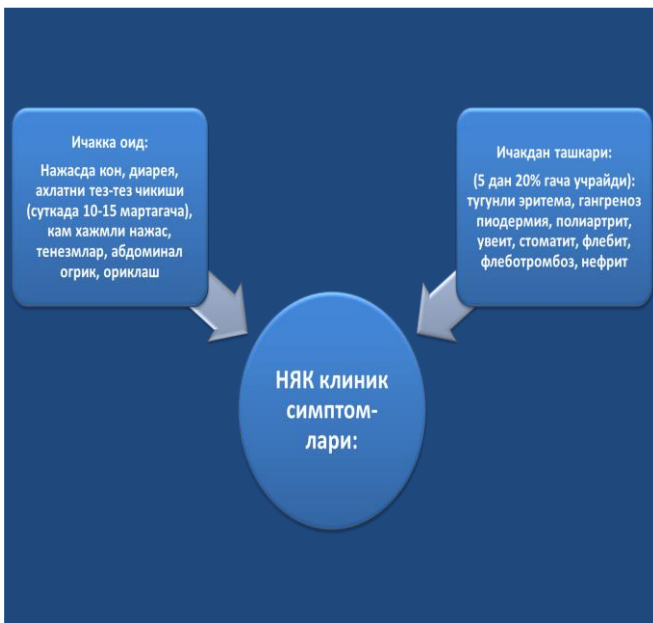 Ичакка оид:
Нажасда кон, диарея,
ахлатни тез-тез чикиши
(суткада 10-15 мартагача),
кам хажмли нажас,
тенезмлар, абдоминал
огрик, ориклаш
Ичакдан ташкари:
(5 дан 20% гача учрайди):
тугунли эритема, гангреноз
пиодермия, полиартрит,
увеит, стоматит, флебит,
флеботромбоз, нефрит
НЯК клиник
симптом-
лари: